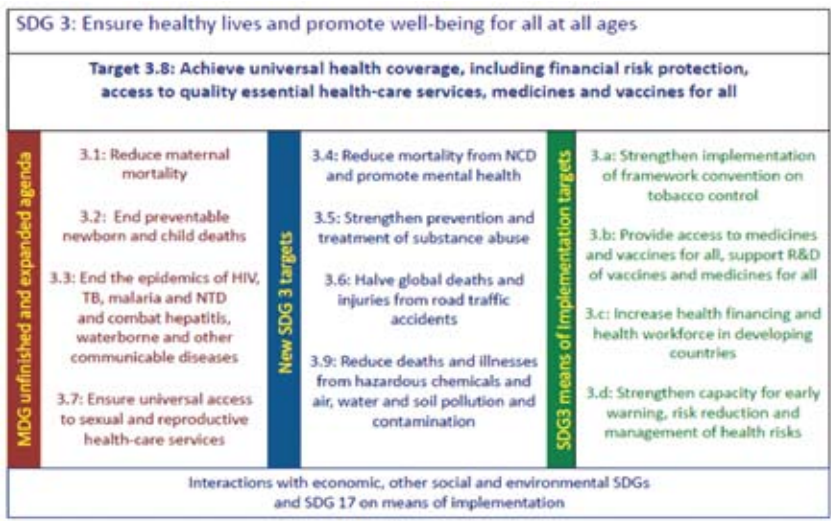 SDG 3: Ensure healthy lives and promote well-being for all at all ages
Target 3.8: Achieve universal health coverage, including financial risk protection,
access to quality essential health-care services, medicines and vaccines for all
MDG unfinished and expanded agenda
3.1: Reduce maternal
mortality
3.2: End preventable
newborn and child deaths
3.3: End the epidemics of HIV,
TB, malaria and NTD
and combat hepatitis,
waterborne and other
communicable diseases
3.7: Ensure universal access
to sexual and reproductive
health-care services
New SDG 3 targets
3.4: Reduce mortality from NCD
and promote mental health
3.5: Strengthen prevention and
treatment of substance abuse
3.6: Halve global deaths and
injuries from road traffic
accidents
3.9: Reduce deaths and illnesses
from hazardous chemicals and
air, water and soil pollution and
contamination
SDG3 means of Implementation targets
3.a: Strengthen implementation
of framework convention on
tobacco control
3.b: Provide access to medicines
and vaccines for all, support R&D
of vaccines and medicines for all
3.c: Increase health financing and
health workforce in developing
countries
3.d: Strengthen capacity for early
warning, risk reduction and
management of health risks
Interactions with economic, other social and environmental SDGs
and SDG 17 on means of implementation